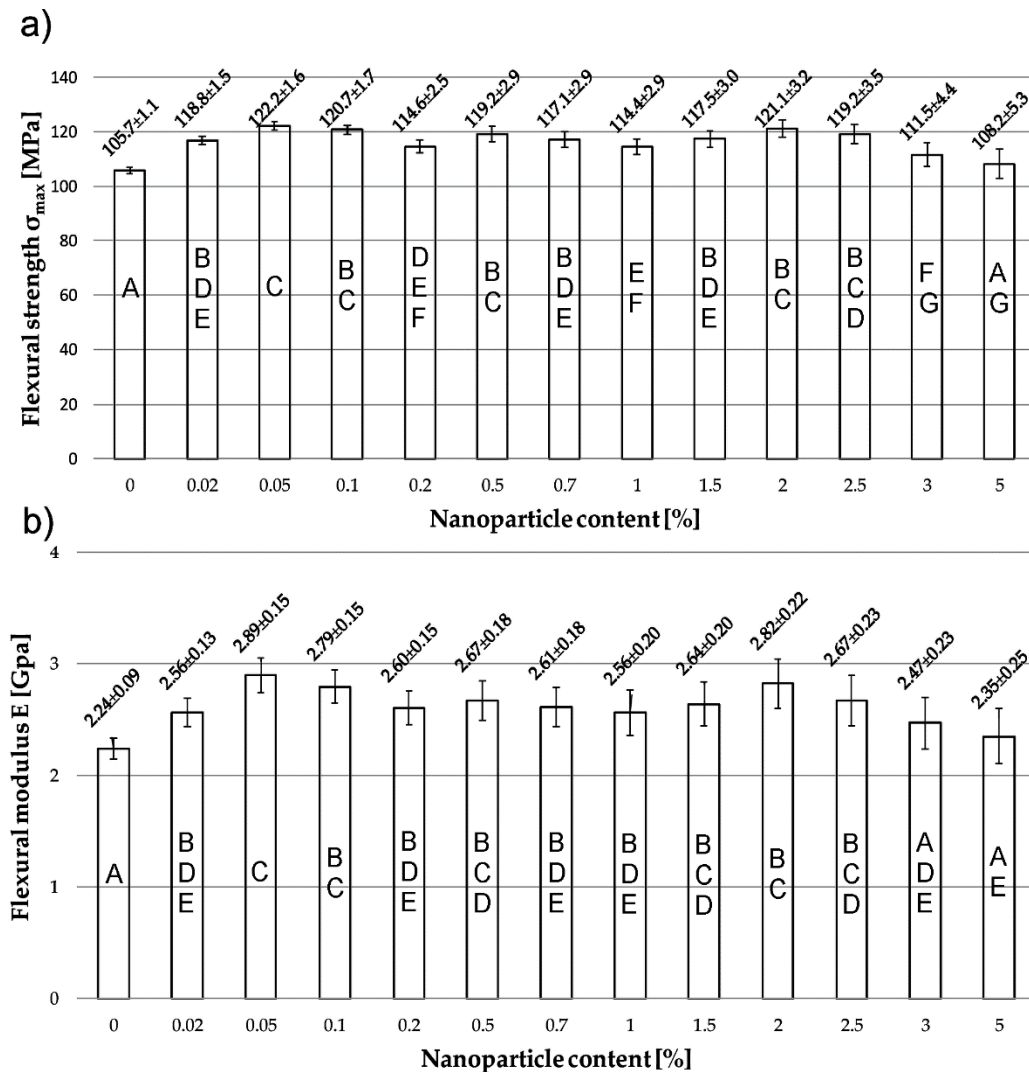 a)
Flexural strength σmax [MPa]
140
120
100
80
60
40
20
0
105.7±1.1
118.8±1.5
122.2±1.6
120.7±1.7
114.6±2.5
119.2±2.9
117.1±2.9
114.4±2.9
117.5±3.0
121.1±3.2
119.2±3.5
111.5±4.4
108.2±5.3
A
B
D
E
C
B
C
D
E
F
B
C
B
D
E
E
F
B
D
E
B
C
B
C
D
F
G
A
G
0 0.02 0.05 0.1 0.2 0.5 0.7 1 1.5 2 2.5 3 5
Nanoparticle content [%]
b)
Flexural modulus E [Gpa]
4
3
2
1
0
2.24±0.09
2.56±0.13
2.89±0.15
2.79±0.15
2.60±0.15
2.67±0.18
2.61±0.18
2.56±0.20
2.64±0.20
2.82±0.22
2.67±0.23
2.47±0.23
2.35±0.25
A
B
D
E
C
B
C
B
D
E
B
C
D
B
D
E
B
D
E
B
C
D
B
C
B
C
D
A
D
E
A
E
0 0.02 0.05 0.1 0.2 0.5 0.7 1 1.5 2 2.5 3 5
Nanoparticle content [%]